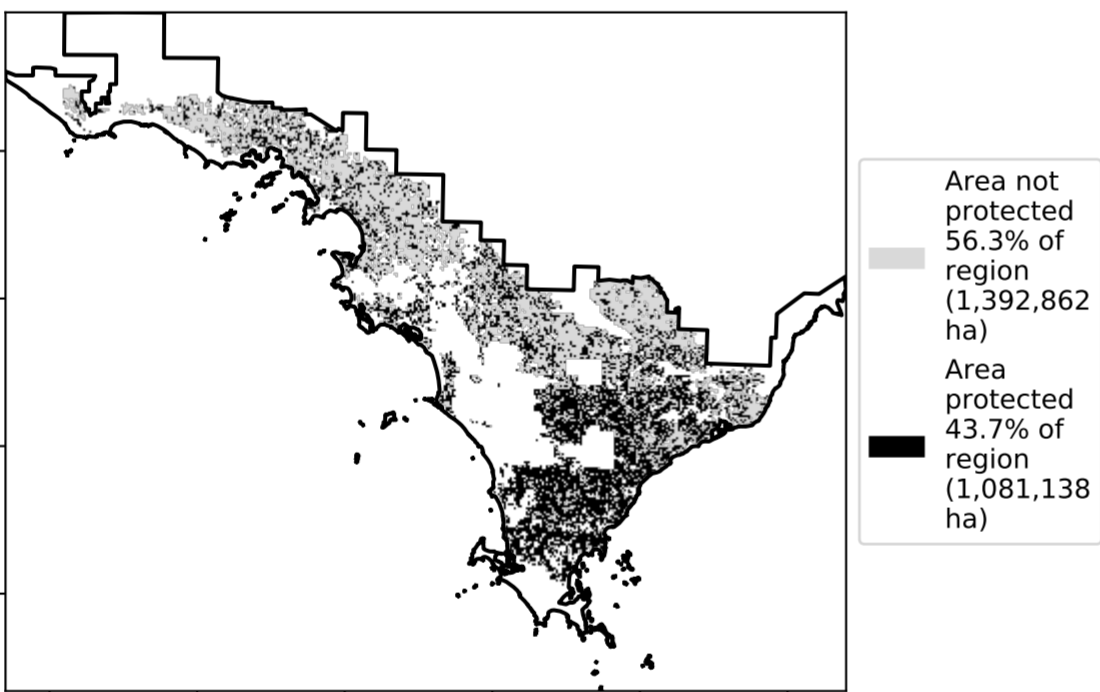 Area not
protected
56.3% of
region
(1,392,862
ha)
Area
protected
43.7% of
region
(1,081,138
ha)